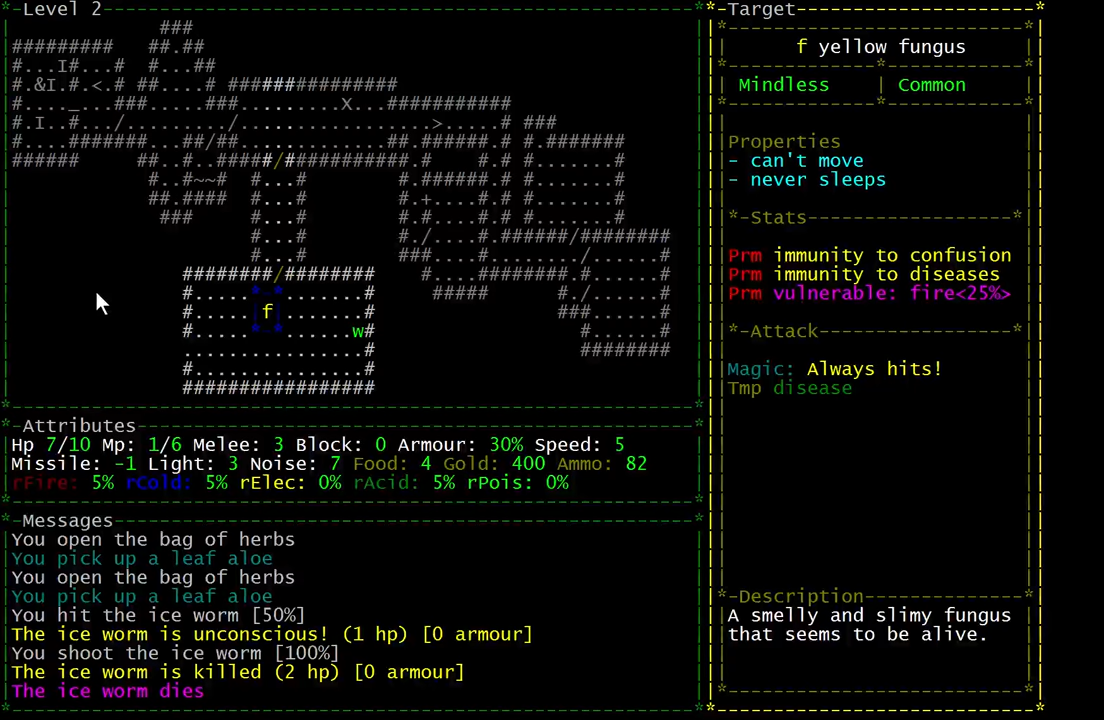 Level 2
Target
f yellow fungus
Mindless | Common
Properties
- can't move
- never sleeps
Stats
Prm immunity to confusion
Prm immunity to diseases
Prm vulnerable: fire<25%>
Attack
Magic: Always hits!
Tmp disease
Description
A smelly and slimy fungus
that seems to be alive.
Attributes
Hp 7/10 Mp: 1/6 Melee: 3 Block: 0 Armour: 30% Speed: 5
Missile: -1 Light: 3 Noise: 7 Food: 4 Gold: 400 Ammo: 82
rFire: 5% rCold: 5% rElec: 0% rAcid: 5% rPois: 0%
Messages
You open the bag of herbs
You pick up a leaf aloe
You open the bag of herbs
You pick up a leaf aloe
You hit the ice worm [50%]
The ice worm is unconscious! (1 hp) [0 armour]
You shoot the ice worm [100%]
The ice worm is killed (2 hp) [0 armour]
The ice worm dies